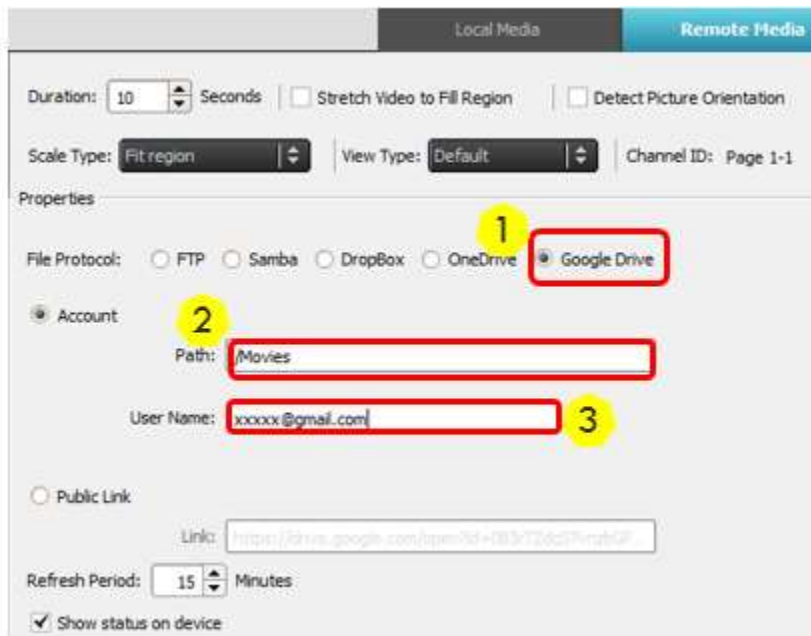 Local Media Remote Media
Duration: 10 Seconds Stretch Video to Fill Region Detect Picture Orientation
Scale Type: Fit region View Type: Default Channel ID: Page 1-1
Properties
1
File Protocol: FTP Samba DropBox OneDrive Google Drive
Account
2
Path: /Movies
User Name: xxxxx@gmail.com 3
Public Link
Link:
Refresh Period: 15 Minutes
Show status on device